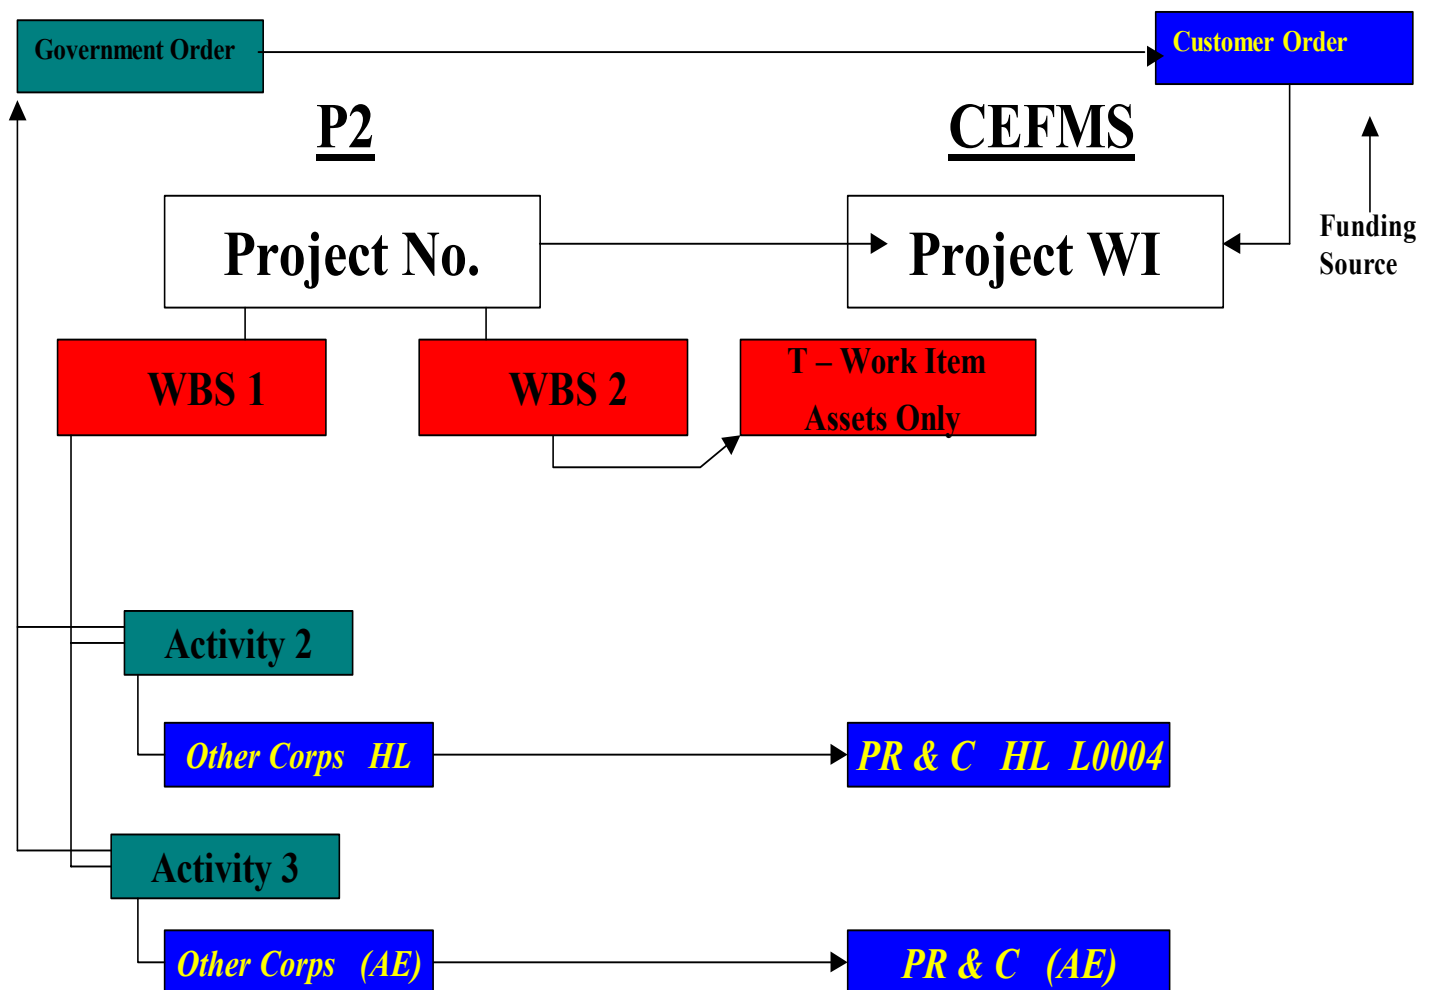 Government Order
Customer Order
P2
CEFMS
Project No.
Project WI
Funding
Source
WBS 1
WBS 2
T – Work Item
Assets Only
Activity 2
Other Corps HL
PR & C HL L0004
Activity 3
Other Corps (AE)
PR & C (AE)